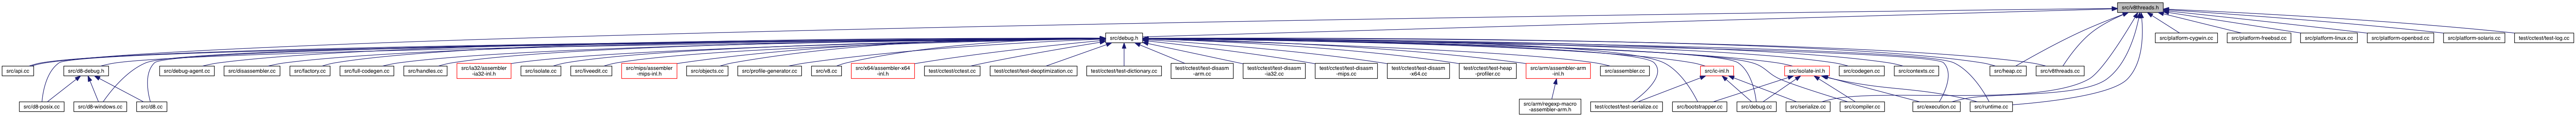 src/v8threads.h
src/debug.h
src/platform-cygwin.cc
src/platform-freebsd.cc
src/platform-linux.cc
src/platform-openbsd.cc
src/platform-solaris.cc
test/cctest/test-log.cc
src/api.cc
src/d8-debug.h
src/debug-agent.cc
src/disassembler.cc
src/factory.cc
src/full-codegen.cc
src/handles.cc
src/ia32/assembler
-ia32-inl.h
src/isolate.cc
src/liveedit.cc
src/mips/assembler
-mips-inl.h
src/objects.cc
src/profile-generator.cc
src/v8.cc
src/x64/assembler-x64
-inl.h
test/cctest/cctest.cc
test/cctest/test-deoptimization.cc
test/cctest/test-dictionary.cc
test/cctest/test-disasm
-arm.cc
test/cctest/test-disasm
-ia32.cc
test/cctest/test-disasm
-mips.cc
test/cctest/test-disasm
-x64.cc
test/cctest/test-heap
-profiler.cc
src/arm/assembler-arm
-inl.h
src/assembler.cc
src/ic-inl.h
src/isolate-inl.h
src/codegen.cc
src/contexts.cc
src/heap.cc
src/v8threads.cc
src/d8-posix.cc
src/d8-windows.cc
src/d8.cc
src/arm/regexp-macro
-assembler-arm.h
test/cctest/test-serialize.cc
src/bootstrapper.cc
src/debug.cc
src/serialize.cc
src/compiler.cc
src/execution.cc
src/runtime.cc